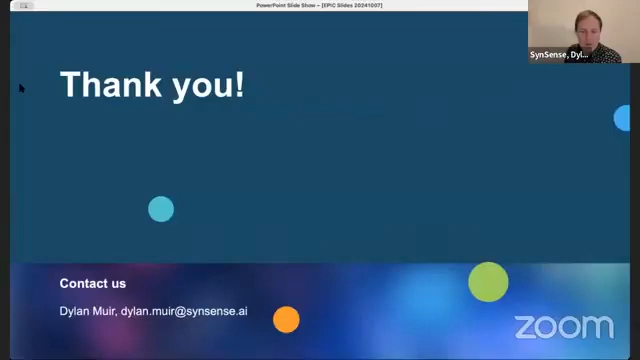 PowerPoint Slide Show – [EPIC Slides 20241007]
SynSense, Dyl...
Thank you!
Contact us
Dylan Muir, dylan.muir@synsense.ai
zoom